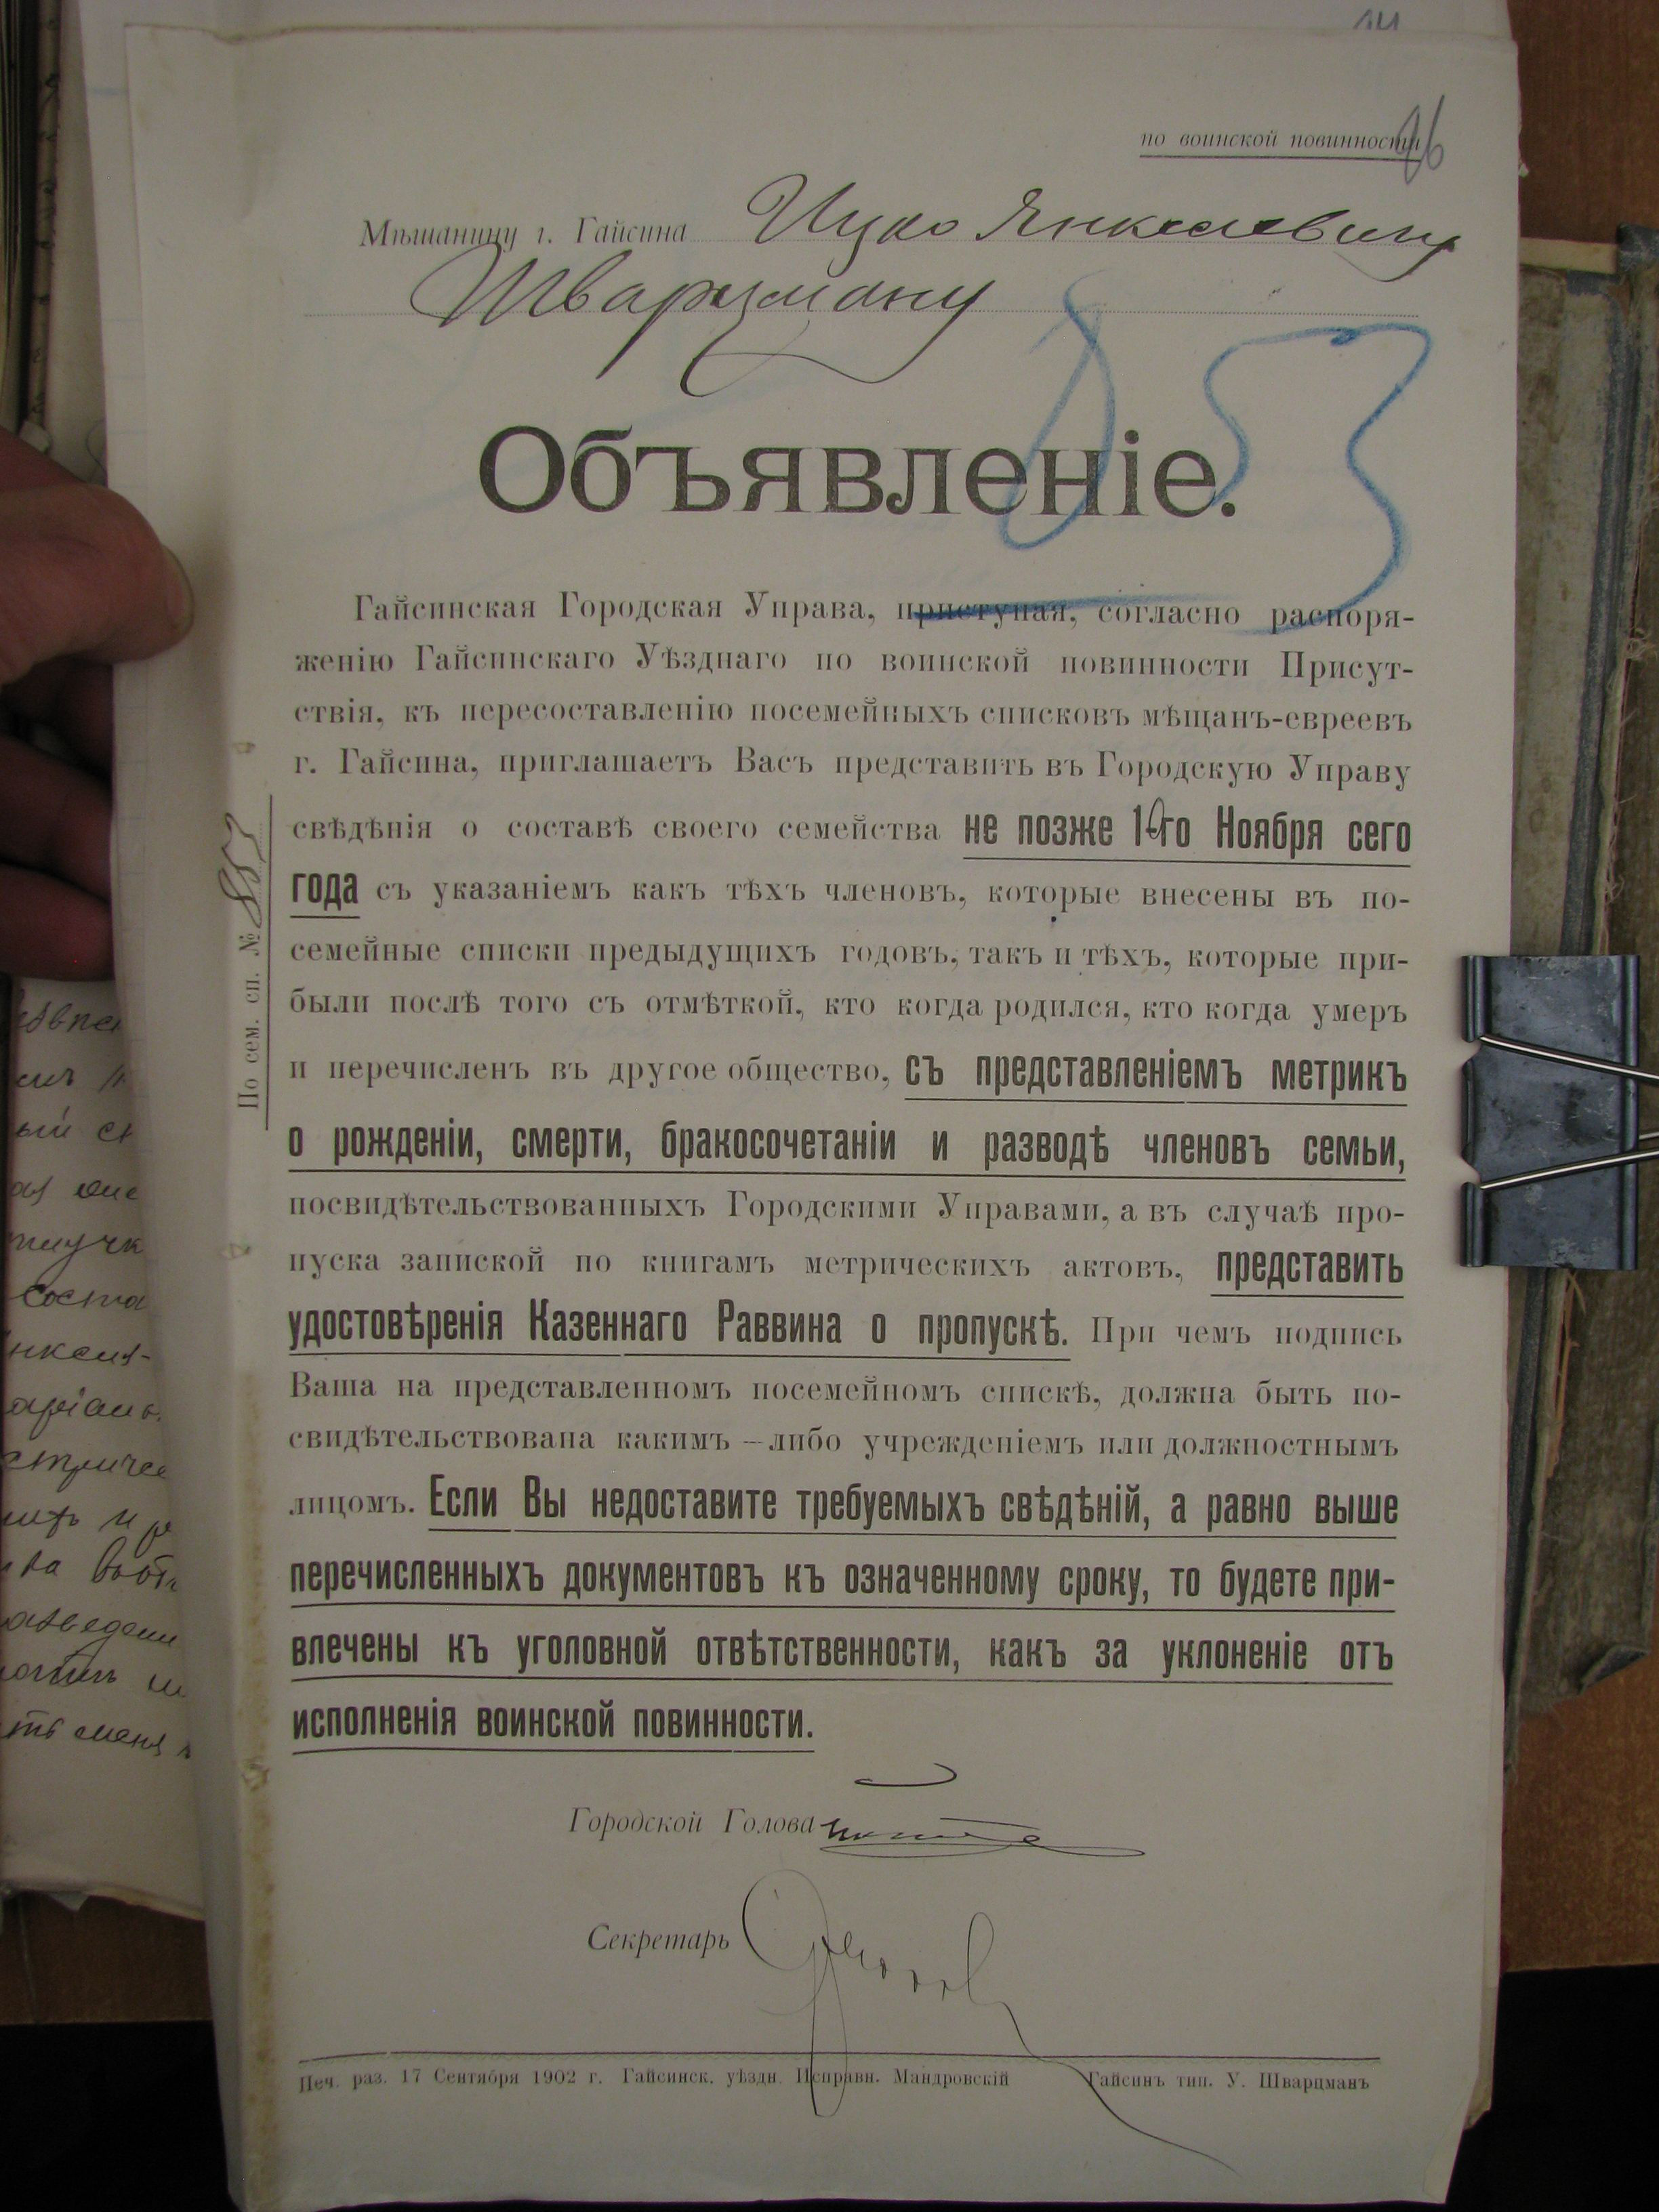 14
по воинской повинности
Мѣщанину г. Гайсина Ицко Янкелевичу
Шварцману
Объявленіе.
Гайсинская Городская Управа, приступая, согласно распоря-
женію Гайсинскаго Уѣзднаго по воинской повинности Присут-
ствія, къ пересоставленію посемейныхъ списковъ мѣщанъ-евреевъ
г. Гайсина, приглашаетъ Васъ представить въ Городскую Управу
свѣдѣнія о составѣ своего семейства не позже 10го Ноября сего
года съ указаніемъ какъ тѣхъ членовъ, которые внесены въ по-
семейные списки предыдущихъ годовъ, такъ и тѣхъ, которые при-
были послѣ того съ отмѣткой, кто когда родился, кто когда умеръ
и перечисленъ въ другое общество, съ представленіемъ метрикъ
о рожденіи, смерти, бракосочетаніи и разводѣ членовъ семьи,
посвидѣтельствованныхъ Городскими Управами, а въ случаѣ про-
пуска запиской по книгамъ метрическихъ актовъ, представить
удостовѣренія Казеннаго Раввина о пропускѣ. При чемъ подпись
Ваша на представленномъ посемейномъ спискѣ, должна быть по-
свидѣтельствована какимъ-либо учрежденіемъ или должностнымъ
лицомъ. Если Вы недоставите требуемыхъ свѣдѣній, а равно выше
перечисленныхъ документовъ къ означенному сроку, то будете при-
влечены къ уголовной отвѣтственности, какъ за уклоненіе отъ
исполненія воинской повинности.
Городской Голова
Секретарь
Печ. раз. 17 Сентября 1902 г. Гайсинск. уѣздн. Исправн. Мандровскій Гайсинъ тип. У. Шварцманъ
По сем. сп. № 853